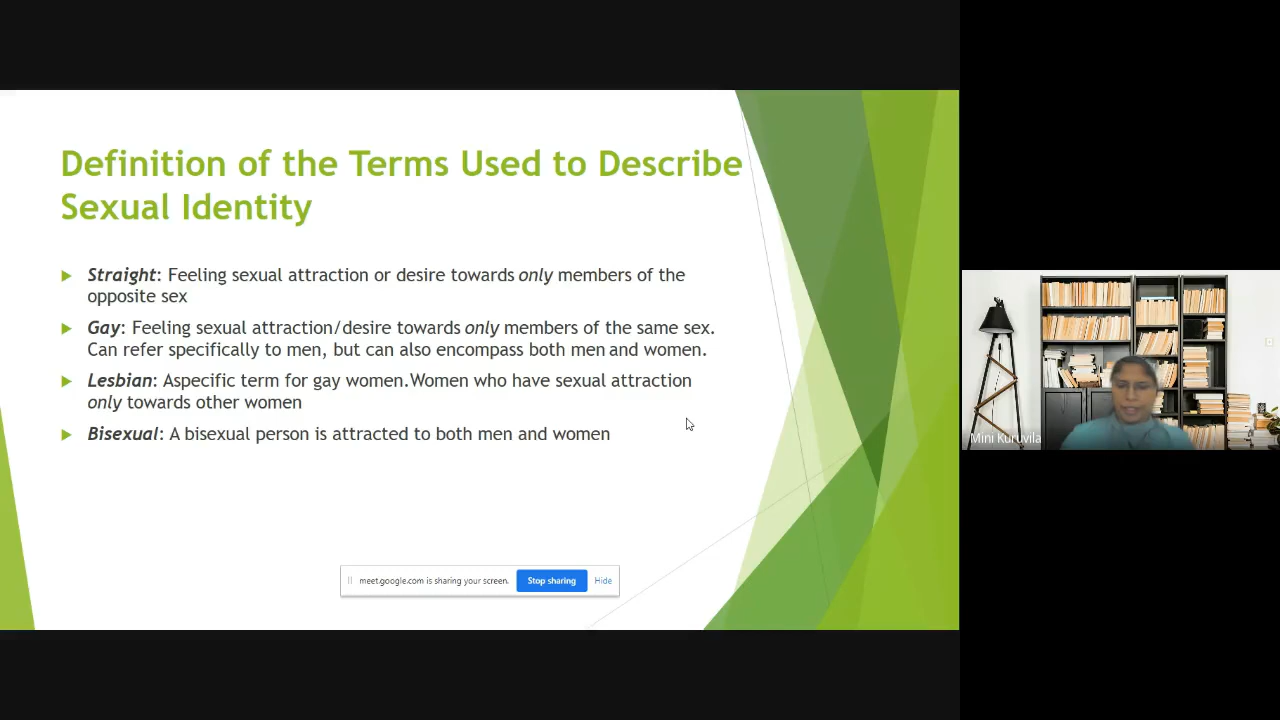 Definition of the Terms Used to Describe
Sexual Identity
Straight: Feeling sexual attraction or desire towards only members of the
opposite sex
Gay: Feeling sexual attraction/desire towards only members of the same sex.
Can refer specifically to men, but can also encompass both men and women.
Lesbian: Aspecific term for gay women.Women who have sexual attraction
only towards other women
Bisexual: A bisexual person is attracted to both men and women
meet.google.com is sharing your screen.
Stop sharing
Hide
Mini Kuruvila